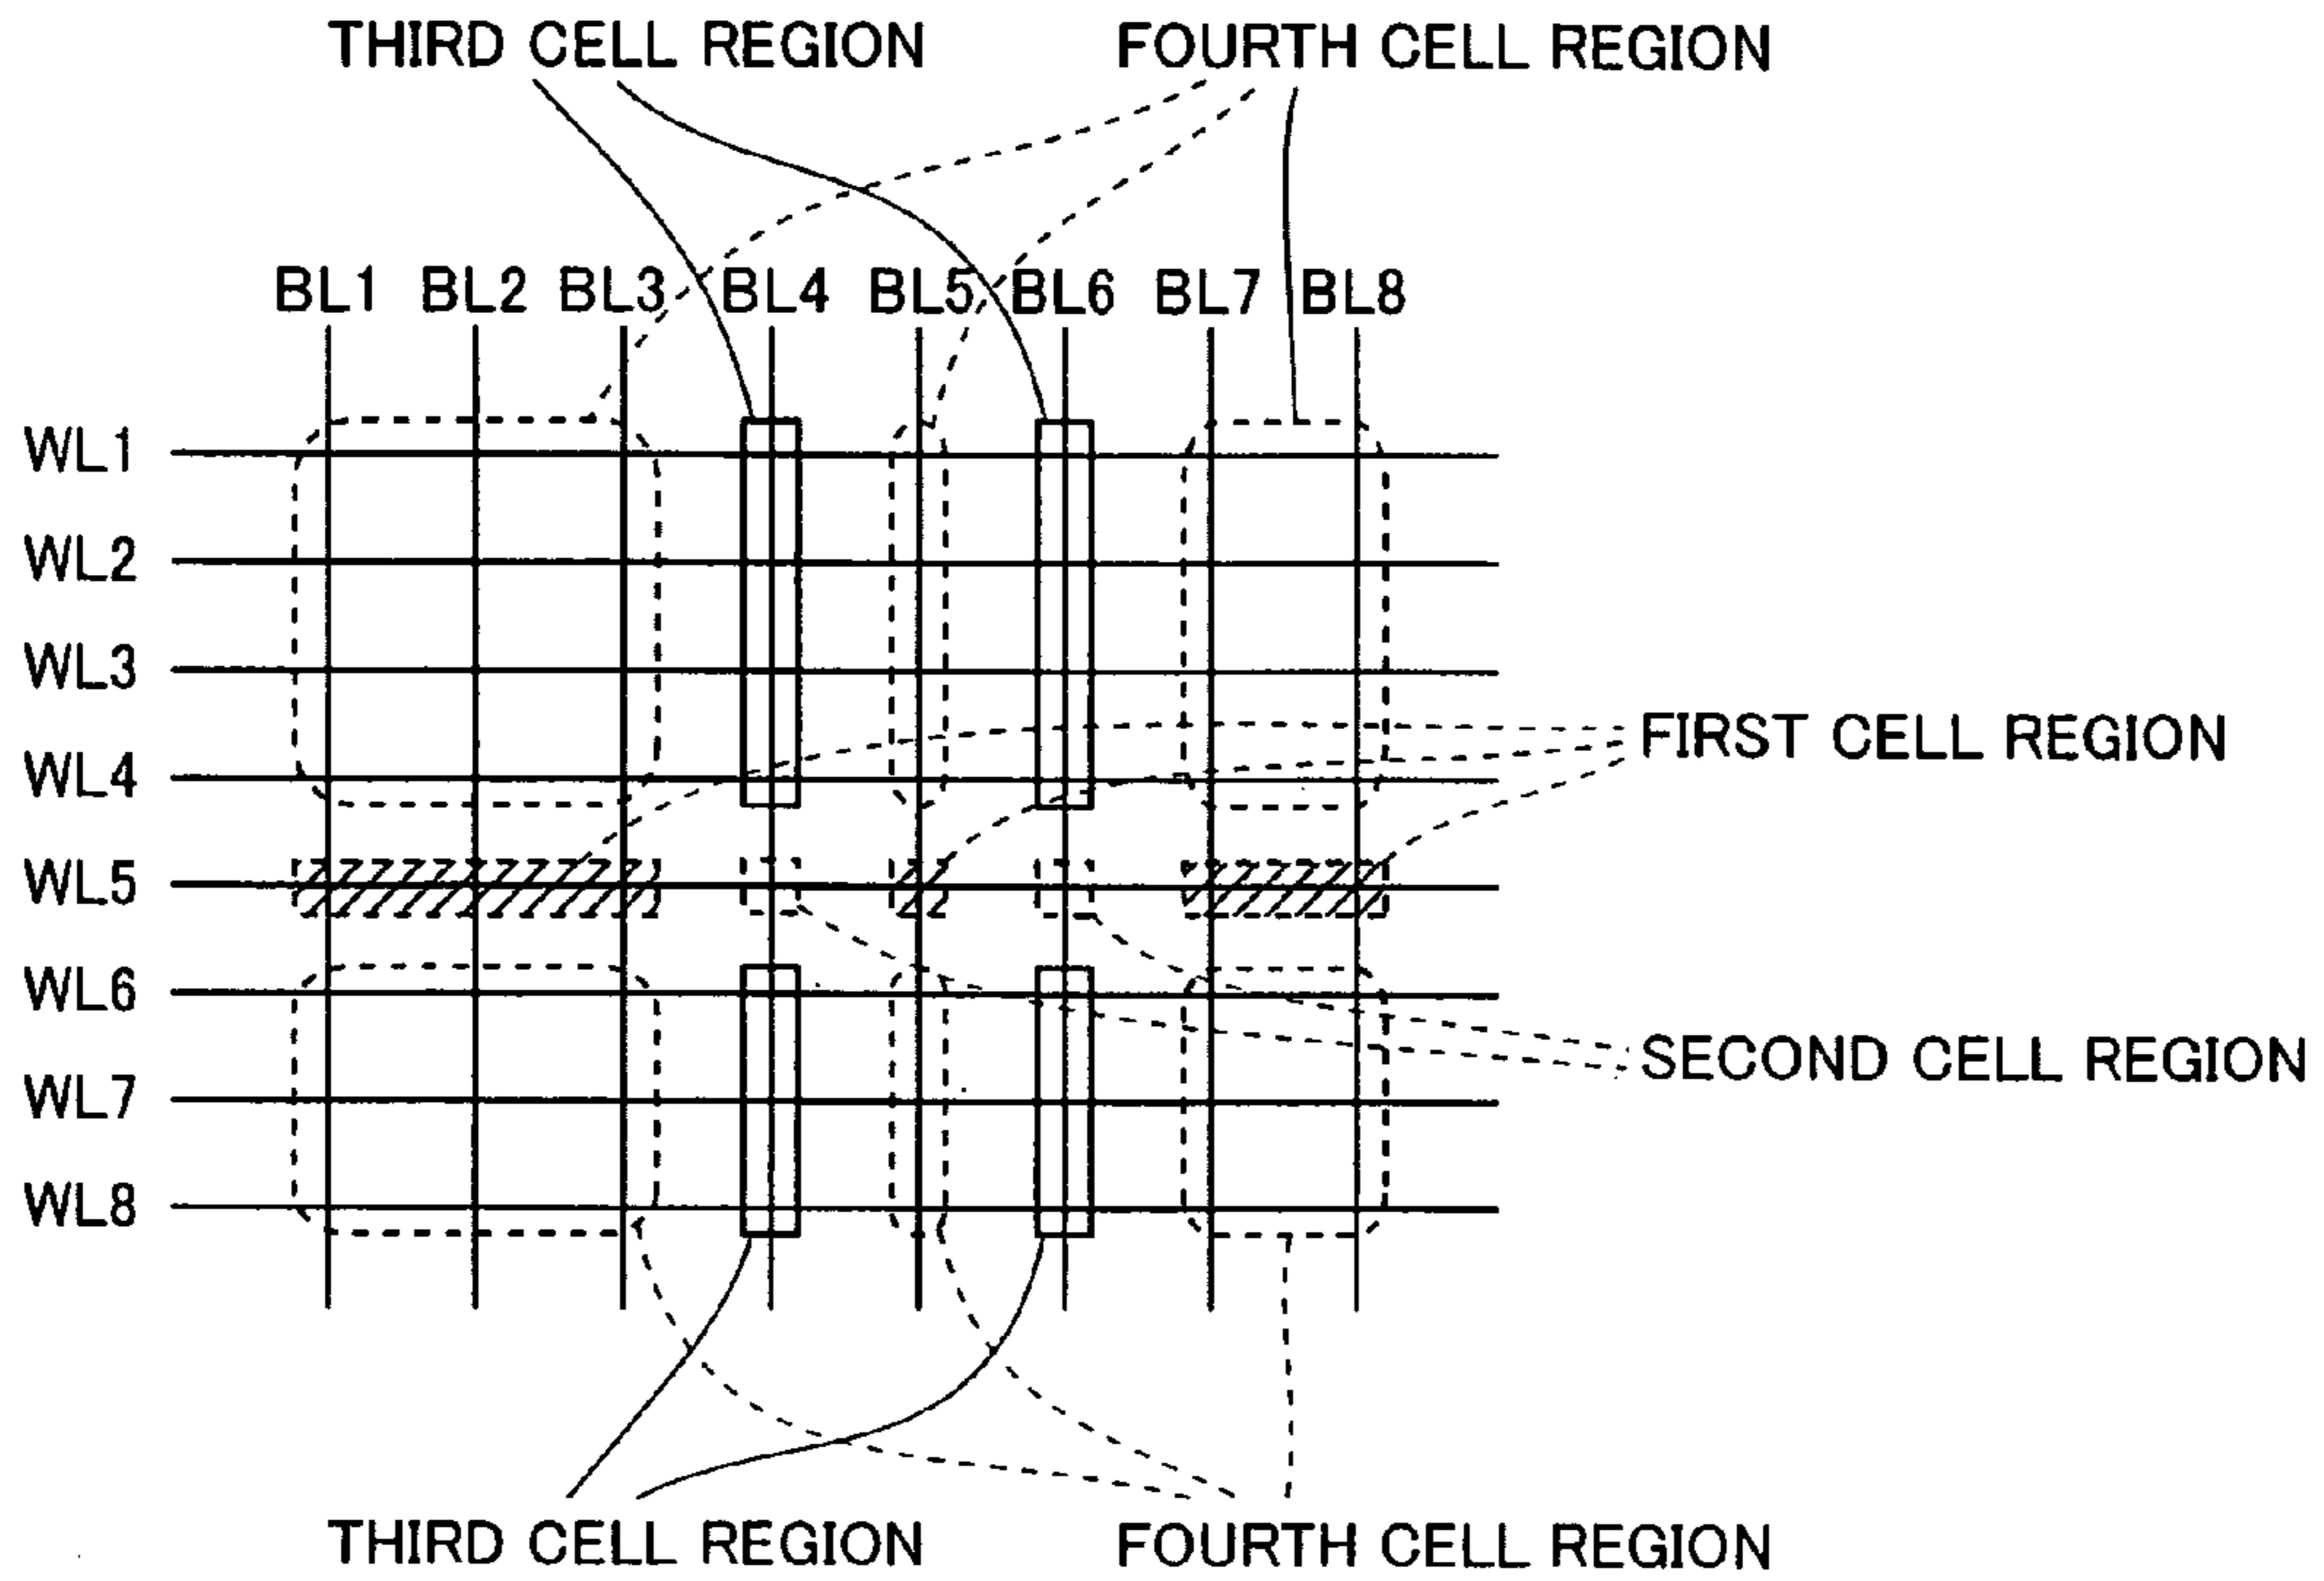 THIRD CELL REGION FOURTH CELL REGION
BL1 BL2 BL3 BL4 BL5 BL6 BL7 BL8
WL1
WL2
WL3
FIRST CELL REGION
WL4
WL5
WL6
SECOND CELL REGION
WL7
WL8
THIRD CELL REGION FOURTH CELL REGION